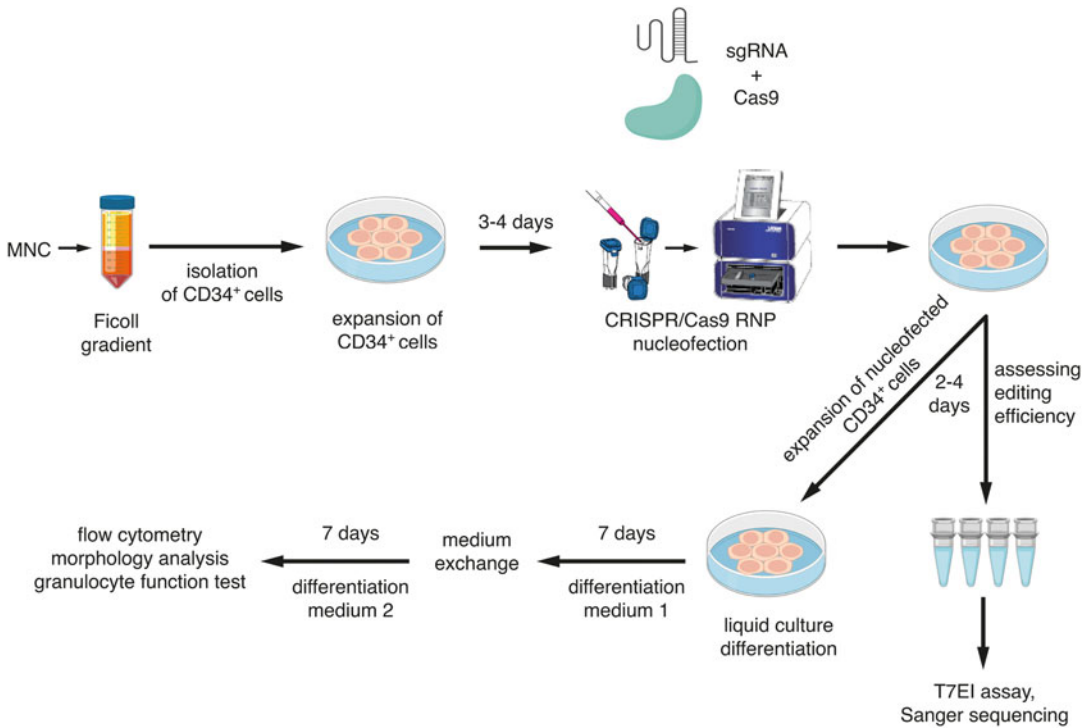 sgRNA
+
Cas9
MNC
Ficoll
gradient
isolation
of CD34⁺ cells
expansion of
CD34⁺ cells
3-4 days
CRISPR/Cas9 RNP
nucleofection
expansion of nucleofected
CD34⁺ cells
2-4
days
assessing
editing
efficiency
T7EI assay,
Sanger sequencing
liquid culture
differentiation
7 days
differentiation
medium 1
medium
exchange
7 days
differentiation
medium 2
flow cytometry
morphology analysis
granulocyte function test